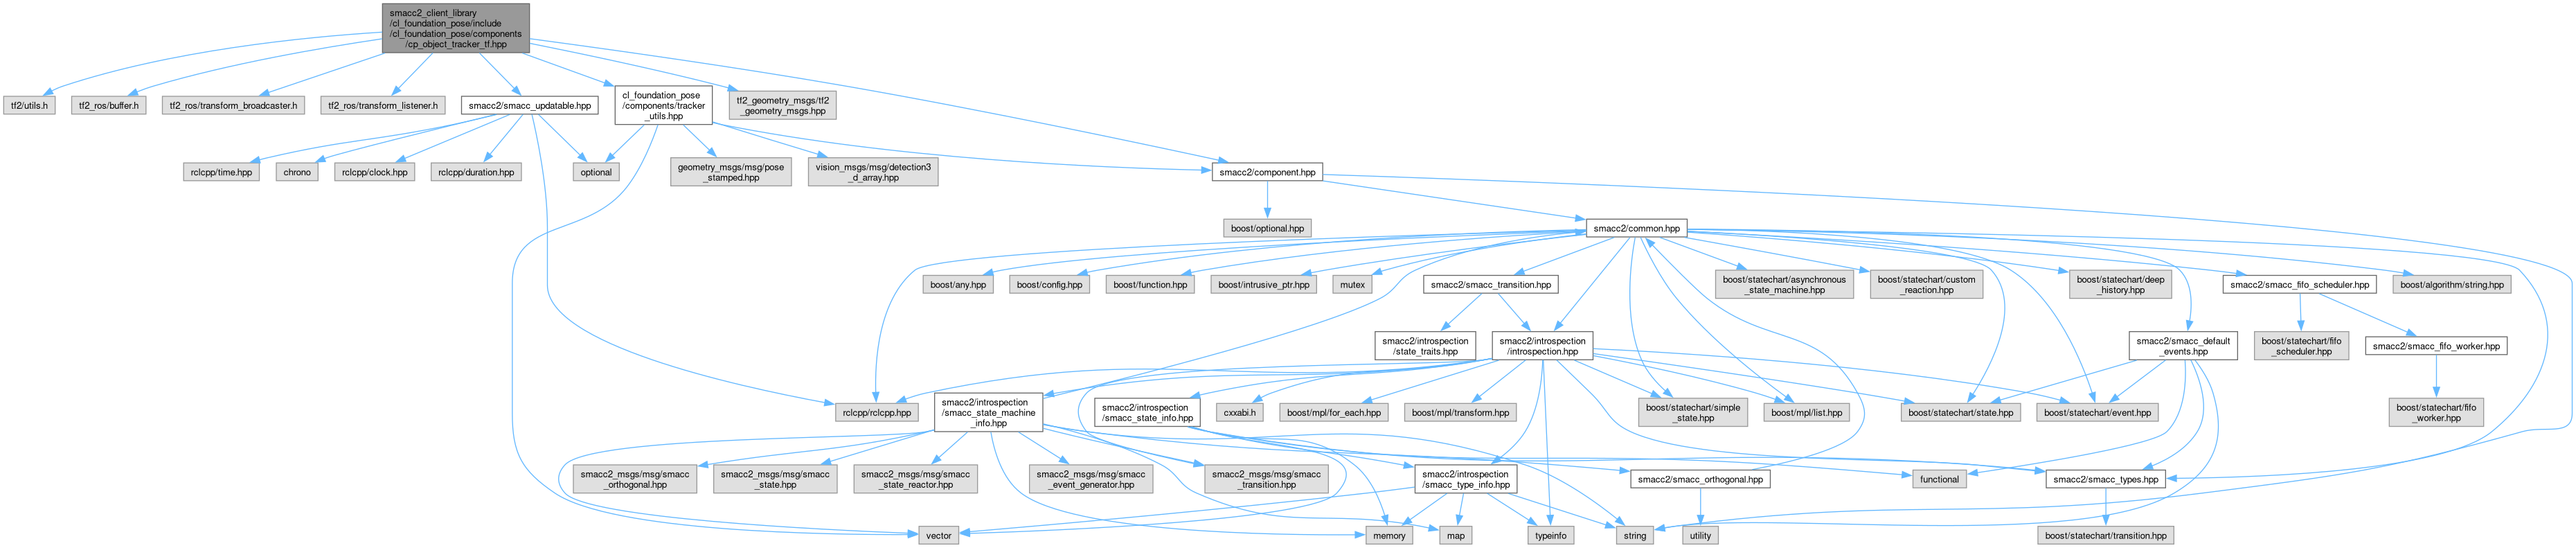 smacc2_client_library
/cl_foundation_pose/include
/cl_foundation_pose/components
/cp_object_tracker_tf.hpp
tf2/utils.h
tf2_ros/buffer.h
tf2_ros/transform_broadcaster.h
tf2_ros/transform_listener.h
smacc2/smacc_updatable.hpp
cl_foundation_pose
/components/tracker
_utils.hpp
tf2_geometry_msgs/tf2
_geometry_msgs.hpp
rclcpp/time.hpp
chrono
rclcpp/clock.hpp
rclcpp/duration.hpp
optional
geometry_msgs/msg/pose
_stamped.hpp
vision_msgs/msg/detection3
_d_array.hpp
smacc2/component.hpp
boost/optional.hpp
smacc2/common.hpp
boost/any.hpp
boost/config.hpp
boost/function.hpp
boost/intrusive_ptr.hpp
mutex
smacc2/smacc_transition.hpp
boost/statechart/asynchronous
_state_machine.hpp
boost/statechart/custom
_reaction.hpp
boost/statechart/deep
_history.hpp
smacc2/smacc_fifo_scheduler.hpp
boost/algorithm/string.hpp
smacc2/introspection
/state_traits.hpp
smacc2/introspection
/introspection.hpp
smacc2/smacc_default
_events.hpp
boost/statechart/fifo
_scheduler.hpp
smacc2/smacc_fifo_worker.hpp
rclcpp/rclcpp.hpp
smacc2/introspection
/smacc_state_machine
_info.hpp
smacc2/introspection
/smacc_state_info.hpp
cxxabi.h
boost/mpl/for_each.hpp
boost/mpl/transform.hpp
boost/statechart/simple
_state.hpp
boost/mpl/list.hpp
boost/statechart/state.hpp
boost/statechart/event.hpp
boost/statechart/fifo
_worker.hpp
smacc2_msgs/msg/smacc
_orthogonal.hpp
smacc2_msgs/msg/smacc
_state.hpp
smacc2_msgs/msg/smacc
_state_reactor.hpp
smacc2_msgs/msg/smacc
_event_generator.hpp
smacc2_msgs/msg/smacc
_transition.hpp
smacc2/introspection
/smacc_type_info.hpp
smacc2/smacc_orthogonal.hpp
functional
smacc2/smacc_types.hpp
vector
memory
map
typeinfo
string
utility
boost/statechart/transition.hpp